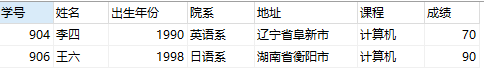 学号 姓名 出生年份 院系 地址 课程 成绩
904 李四 1990 英语系 辽宁省阜新市 计算机 70
906 王六 1998 日语系 湖南省衡阳市 计算机 90